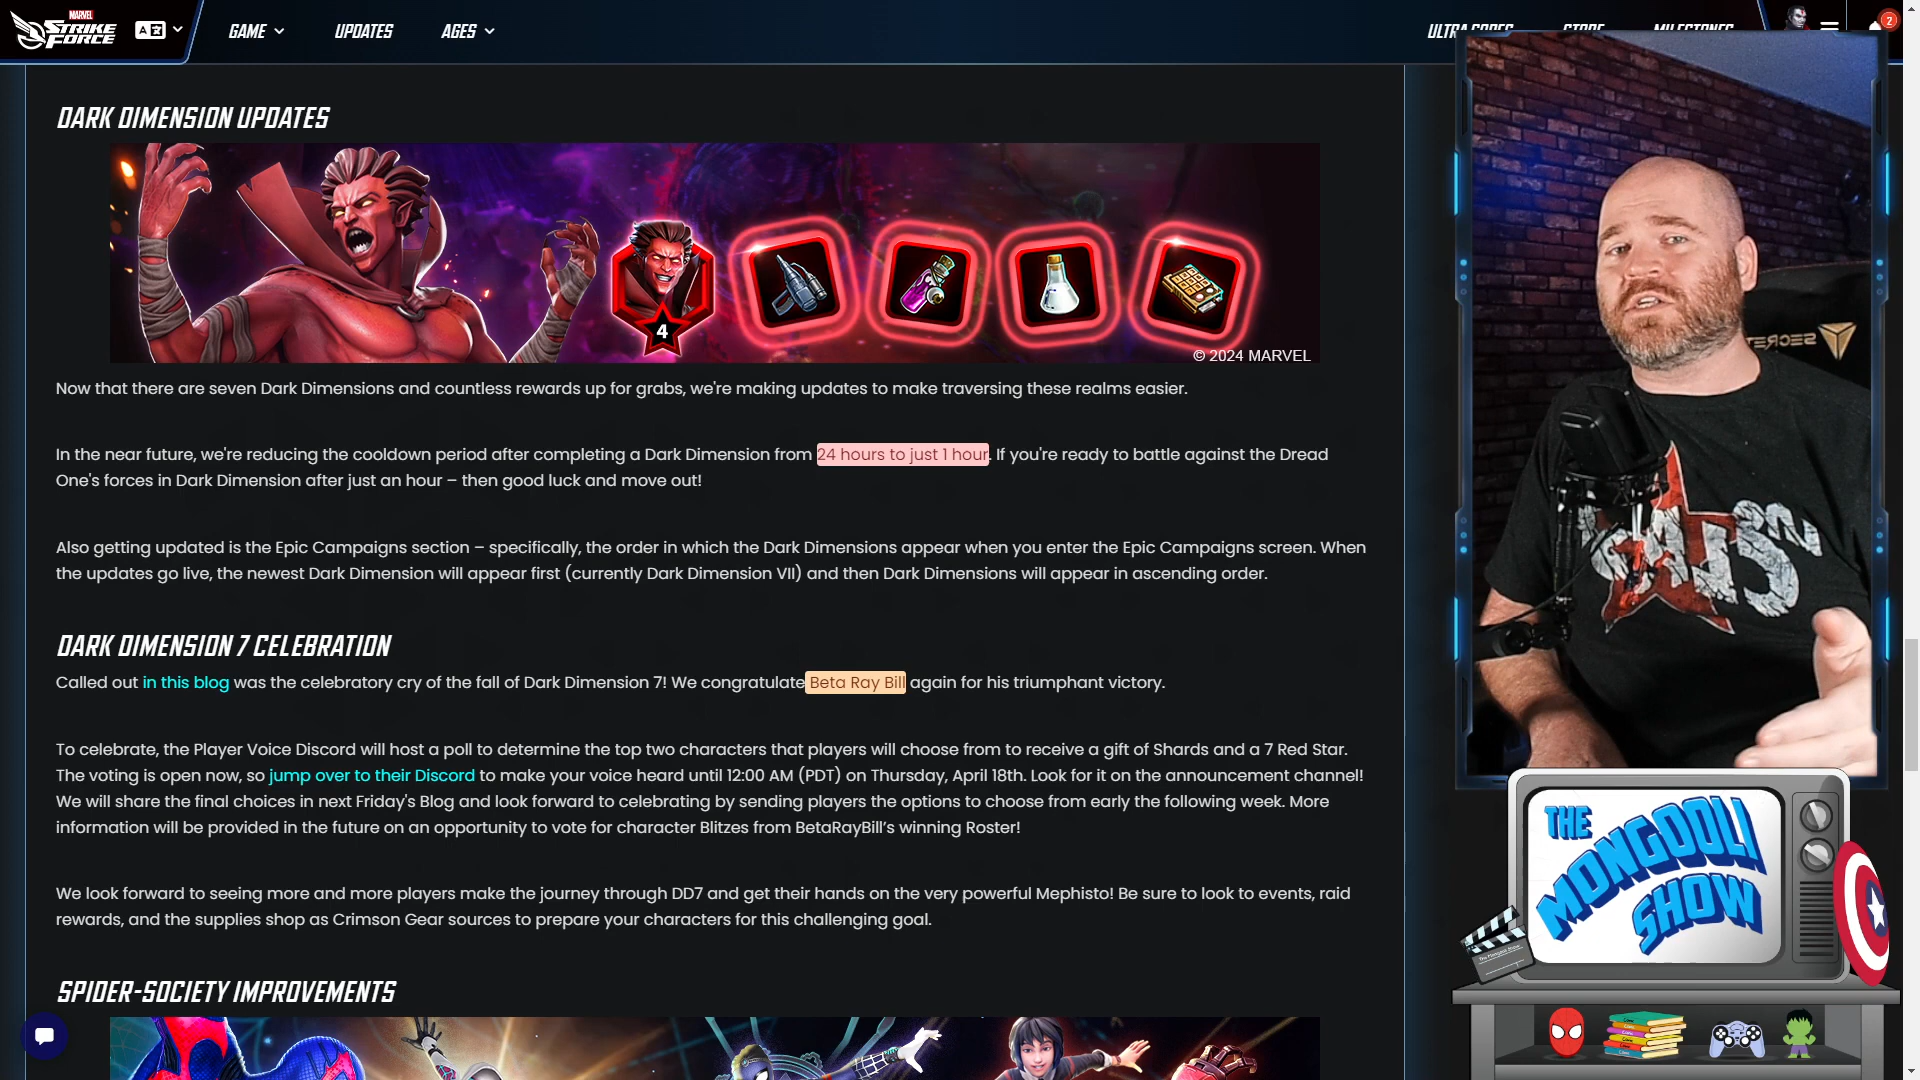 MARVEL
STRIKE
FORCE
GAME
UPDATES
AGES
ULTRA CODES
STORE
MILESTONES
2
DARK DIMENSION UPDATES
4
© 2024 MARVEL
Now that there are seven Dark Dimensions and countless rewards up for grabs, we're making updates to make traversing these realms easier.
In the near future, we're reducing the cooldown period after completing a Dark Dimension from 24 hours to just 1 hour. If you're ready to battle against the Dread
One's forces in Dark Dimension after just an hour – then good luck and move out!
Also getting updated is the Epic Campaigns section – specifically, the order in which the Dark Dimensions appear when you enter the Epic Campaigns screen. When
the updates go live, the newest Dark Dimension will appear first (currently Dark Dimension VII) and then Dark Dimensions will appear in ascending order.
DARK DIMENSION 7 CELEBRATION
Called out in this blog was the celebratory cry of the fall of Dark Dimension 7! We congratulate Beta Ray Bill again for his triumphant victory.
To celebrate, the Player Voice Discord will host a poll to determine the top two characters that players will choose from to receive a gift of Shards and a 7 Red Star.
The voting is open now, so jump over to their Discord to make your voice heard until 12:00 AM (PDT) on Thursday, April 18th. Look for it on the announcement channel!
We will share the final choices in next Friday's Blog and look forward to celebrating by sending players the options to choose from early the following week. More
information will be provided in the future on an opportunity to vote for character Blitzes from BetaRayBill’s winning Roster!
We look forward to seeing more and more players make the journey through DD7 and get their hands on the very powerful Mephisto! Be sure to look to events, raid
rewards, and the supplies shop as Crimson Gear sources to prepare your characters for this challenging goal.
SPIDER-SOCIETY IMPROVEMENTS
SECRET
THE
MONGOOLI
SHOW